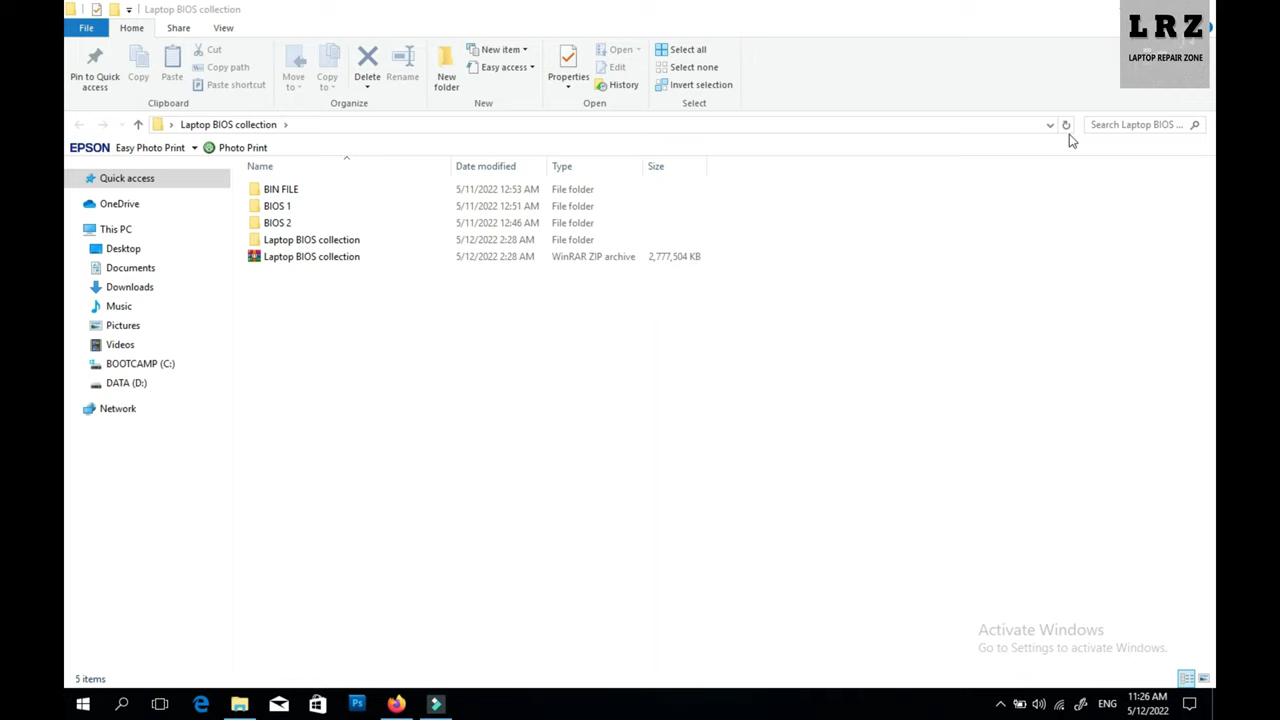 Laptop BIOS collection
L R Z
LAPTOP REPAIR ZONE
File
Home
Share
View
Pin to Quick
access
Copy
Paste
Cut
Copy path
Paste shortcut
Clipboard
Move
to
Copy
to
Delete
Rename
Organize
New
folder
New item
Easy access
New
Properties
Open
Edit
History
Open
Select all
Select none
Invert selection
Select
Laptop BIOS collection
Search Laptop BIOS ...
EPSON Easy Photo Print Photo Print
Name Date modified Type Size
Quick access
OneDrive
This PC
Desktop
Documents
Downloads
Music
Pictures
Videos
BOOTCAMP (C:)
DATA (D:)
Network
BIN FILE 5/11/2022 12:53 AM File folder
BIOS 1 5/11/2022 12:51 AM File folder
BIOS 2 5/11/2022 12:46 AM File folder
Laptop BIOS collection 5/12/2022 2:28 AM File folder
Laptop BIOS collection 5/12/2022 2:28 AM WinRAR ZIP archive 2,777,504 KB
Activate Windows
Go to Settings to activate Windows.
5 items
Ps
ENG
11:26 AM
5/12/2022